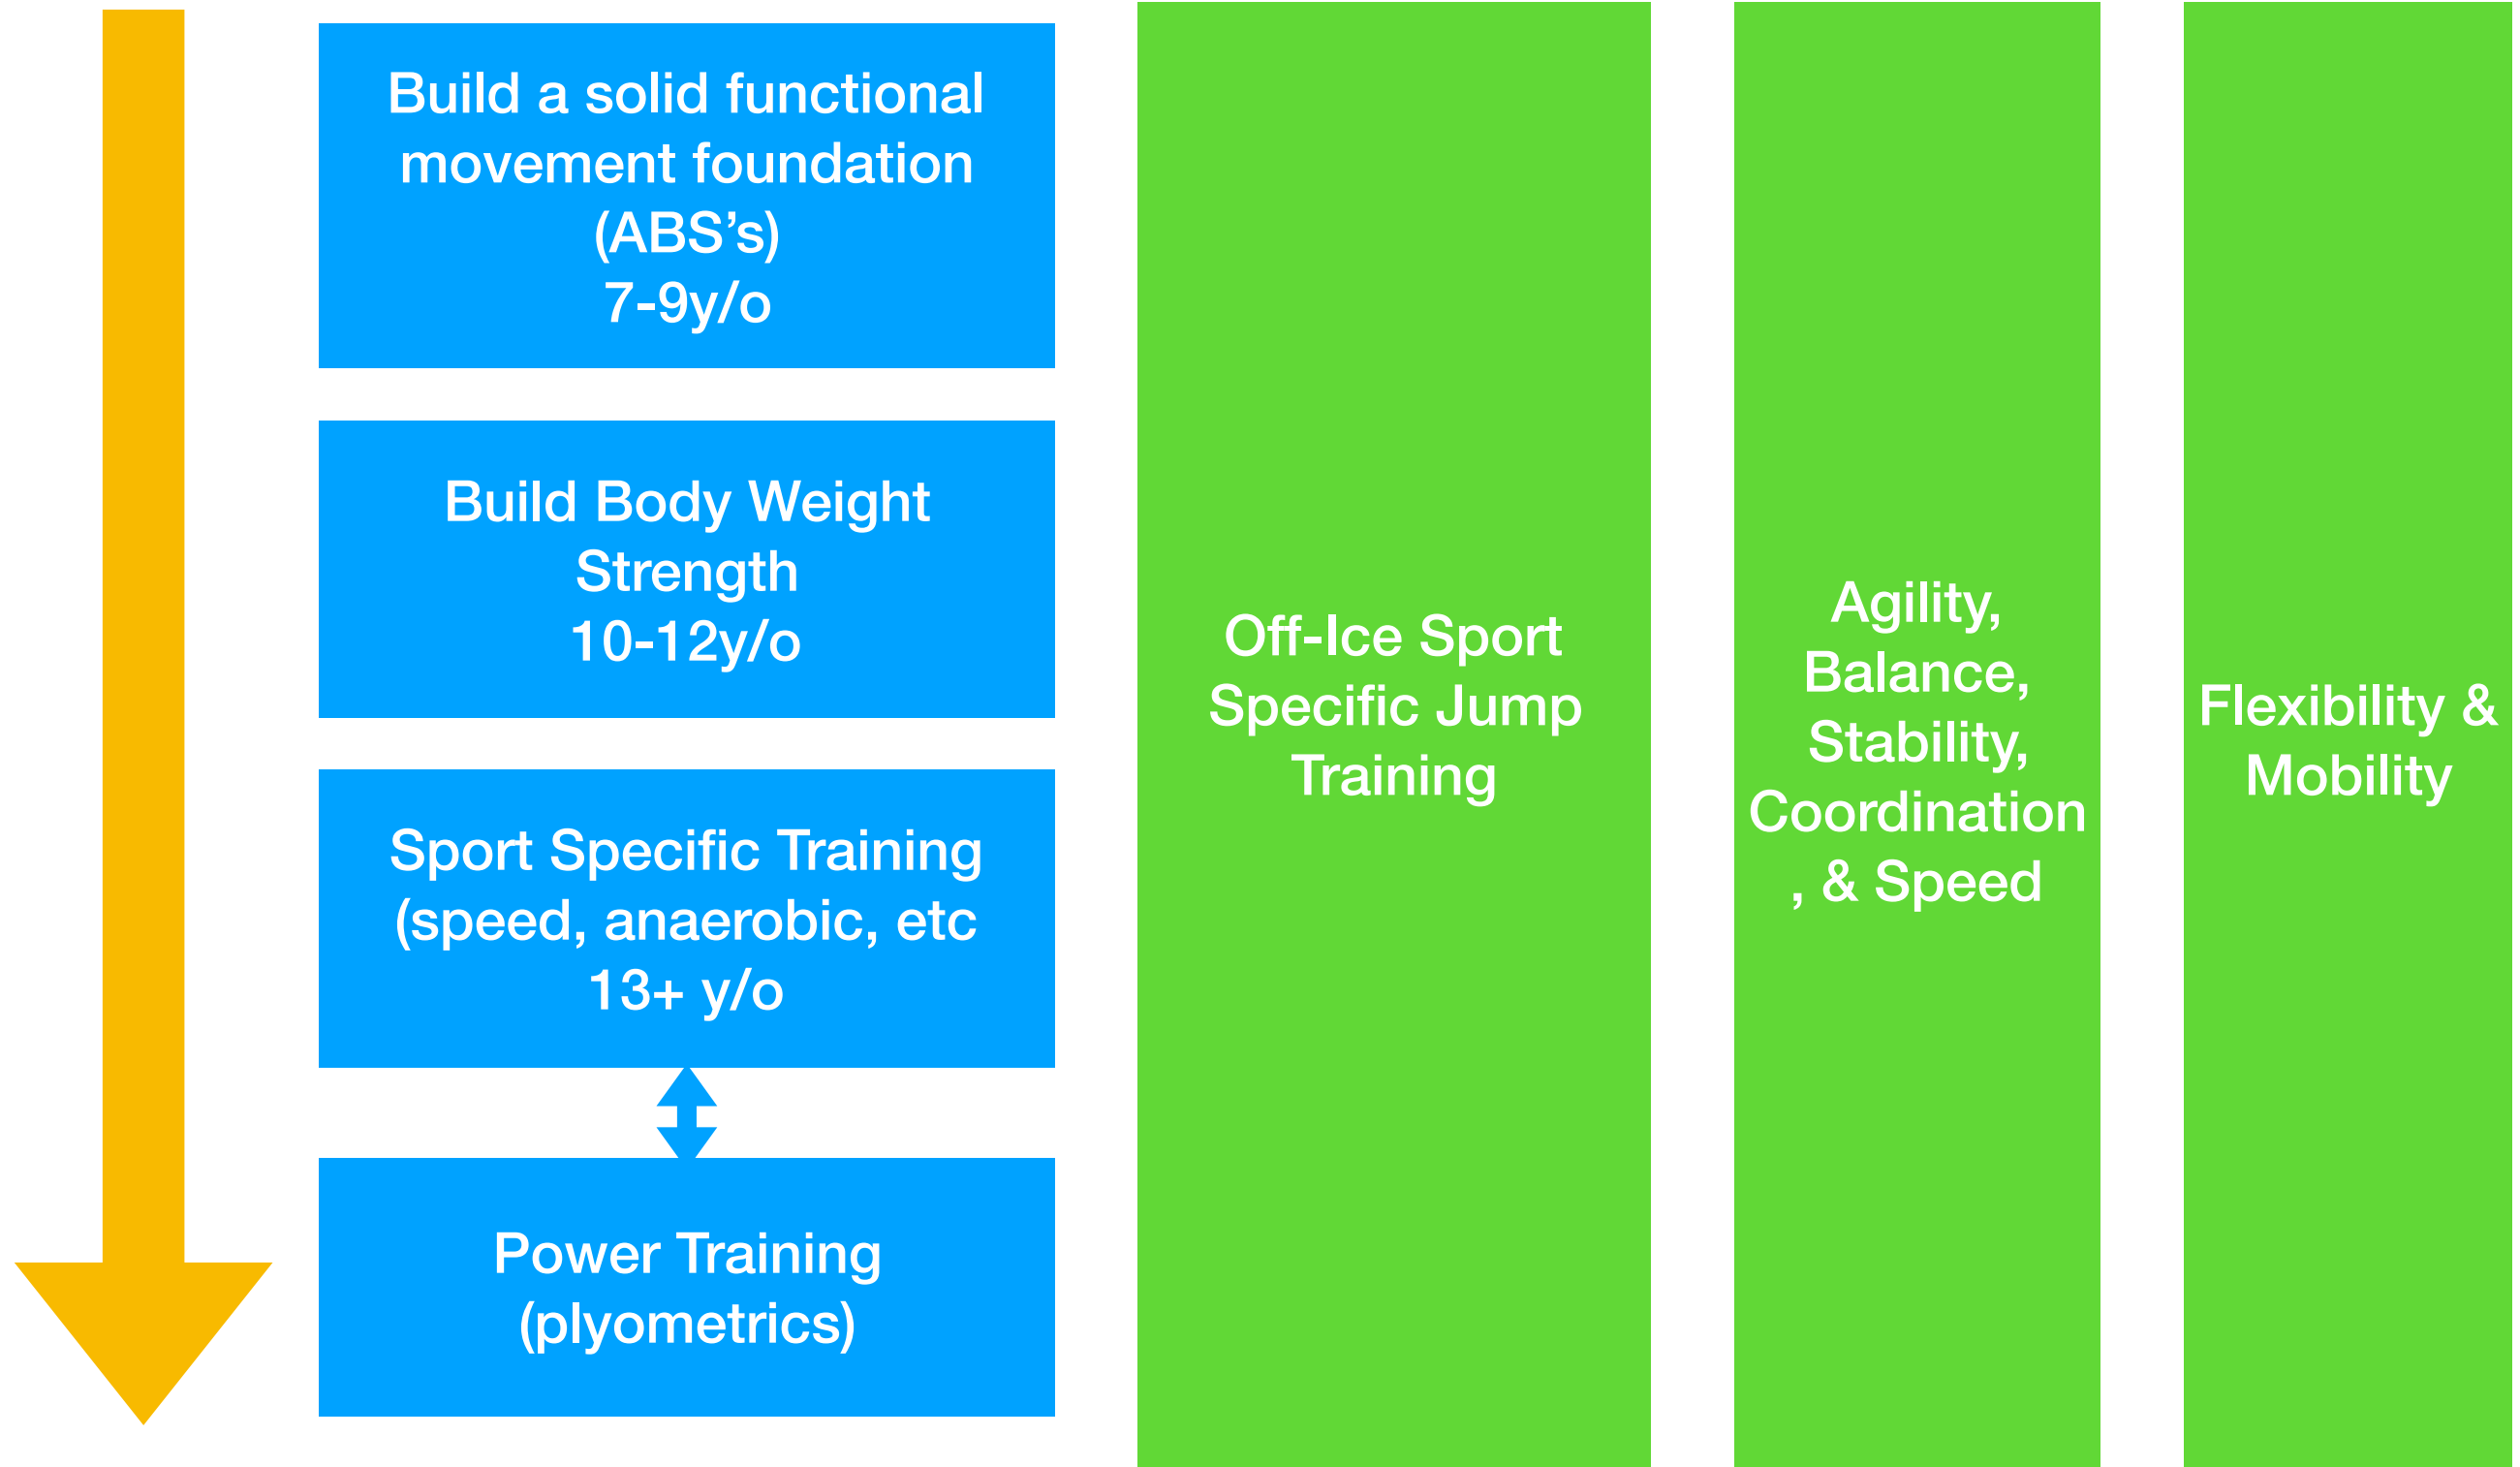 Build a solid functional
movement foundation
(ABS’s)
7-9y/o
Build Body Weight
Strength
10-12y/o
Sport Specific Training
(speed, anaerobic, etc
13+ y/o
Power Training
(plyometrics)
Off-Ice Sport
Specific Jump
Training
Agility,
Balance,
Stability,
Coordination
, & Speed
Flexibility &
Mobility